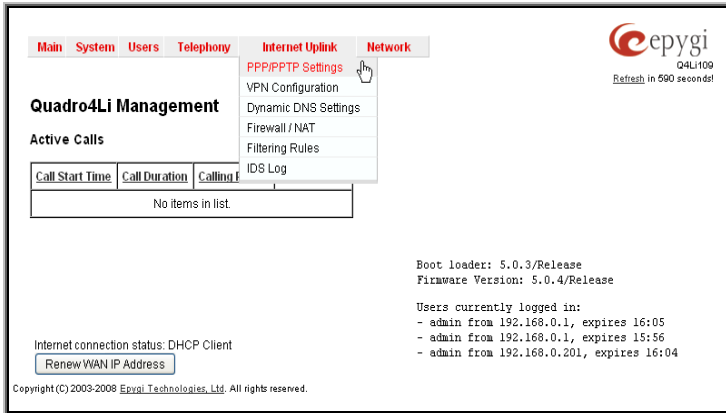 Main System Users Telephony Internet Uplink Network
epygi
Q4Li109
Refresh in 590 seconds!
PPP/PPTP Settings
VPN Configuration
Dynamic DNS Settings
Firewall / NAT
Filtering Rules
IDS Log
Quadro4Li Management
Active Calls
Call Start Time Call Duration Calling
No items in list.
Boot loader: 5.0.3/Release
Firmware Version: 5.0.4/Release
Users currently logged in:
- admin from 192.168.0.1, expires 16:05
- admin from 192.168.0.1, expires 15:56
- admin from 192.168.0.201, expires 16:04
Internet connection status: DHCP Client
Renew WAN IP Address
Copyright (C) 2003-2008 Epygi Technologies, Ltd. All rights reserved.